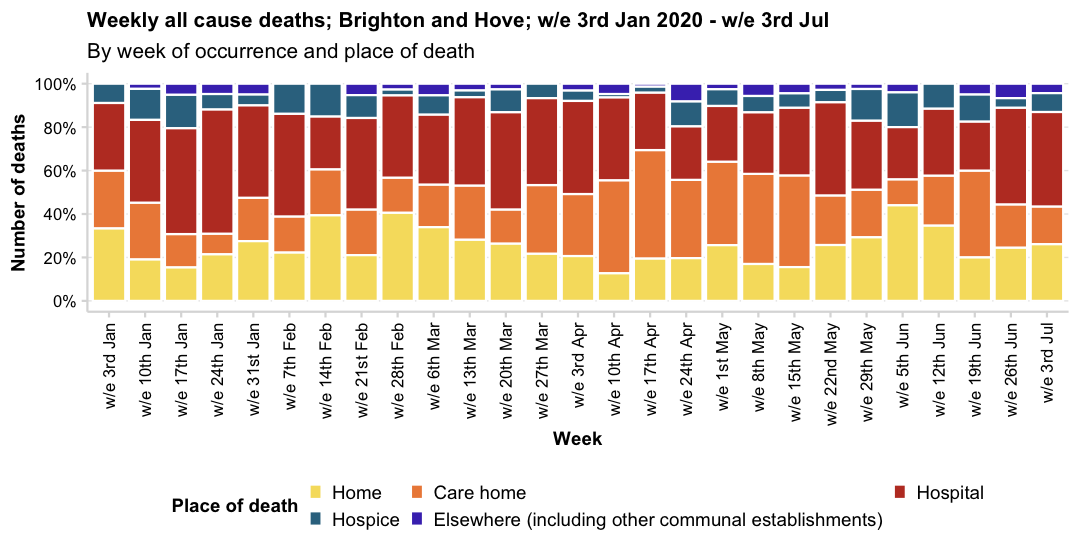 Weekly all cause deaths; Brighton and Hove; w/e 3rd Jan 2020 - w/e 3rd Jul
By week of occurrence and place of death
Number of deaths
100%
80%
60%
40%
20%
0%
w/e 3rd Jan
w/e 10th Jan
w/e 17th Jan
w/e 24th Jan
w/e 31st Jan
w/e 7th Feb
w/e 14th Feb
w/e 21st Feb
w/e 28th Feb
w/e 6th Mar
w/e 13th Mar
w/e 20th Mar
w/e 27th Mar
w/e 3rd Apr
w/e 10th Apr
w/e 17th Apr
w/e 24th Apr
w/e 1st May
w/e 8th May
w/e 15th May
w/e 22nd May
w/e 29th May
w/e 5th Jun
w/e 12th Jun
w/e 19th Jun
w/e 26th Jun
w/e 3rd Jul
Week
Place of death
Home
Care home
Hospital
Hospice
Elsewhere (including other communal establishments)